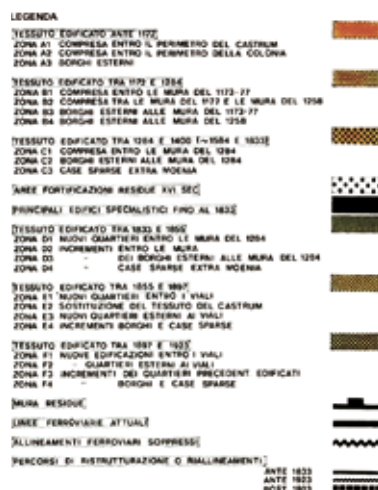 LEGENDA
TESSUTO EDIFICATO ANTE 1172
ZONA A1 COMPRESA ENTRO IL PERIMETRO DEL CASTRUM
ZONA A2 COMPRESA ENTRO IL PERIMETRO DELLA COLONIA
ZONA A3 BORGHI ESTERNI
TESSUTO EDIFICATO TRA 1172 E 1284
ZONA B1 COMPRESA ENTRO LE MURA DEL 1173-77
ZONA B2 COMPRESA TRA LE MURA DEL 1177 E LE MURA DEL 1258
ZONA B3 BORGHI ESTERNI ALLE MURA DEL 1173-77
ZONA B4 BORGHI ESTERNI ALLE MURA DEL 1258
TESSUTO EDIFICATO TRA 1284 E 1400 (~1584 E 1833)
ZONA C1 COMPRESA ENTRO LE MURA DEL 1284
ZONA C2 BORGHI ESTERNI ALLE MURA DEL 1284
ZONA C3 CASE SPARSE EXTRA MOENIA
AREE FORTIFICAZIONI RESIDUE XVI SEC
PRINCIPALI EDIFICI SPECIALISTICI FINO AL 1833
TESSUTO EDIFICATO TRA 1833 E 1855
ZONA D1 NUOVI QUARTIERI ENTRO LE MURA DEL 1284
ZONA D2 INCREMENTI ENTRO LE MURA
ZONA D3 " DEI BORGHI ESTERNI ALLE MURA DEL 1284
ZONA D4 " CASE SPARSE EXTRA MOENIA
TESSUTO EDIFICATO TRA 1855 E 1897
ZONA E1 NUOVI QUARTIERI ENTRO I VIALI
ZONA E2 SOSTITUZIONE DEL TESSUTO DEL CASTRUM
ZONA E3 NUOVI QUARTIERI ESTERNI AI VIALI
ZONA E4 INCREMENTI BORGHI E CASE SPARSE
TESSUTO EDIFICATO TRA 1897 E 1923
ZONA F1 NUOVE EDIFICAZIONI ENTRO I VIALI
ZONA F2 " QUARTIERI ESTERNI AI VIALI
ZONA F3 INCREMENTI DEI QUARTIERI PRECEDENT EDIFICATI
ZONA F4 " BORGHI E CASE SPARSE
MURA RESIDUE
LINEE FERROVIARIE ATTUALI
ALLINEAMENTI FERROVIARI SOPPRESSI
PERCORSI DI RISTRUTTURAZIONE O RIALLINEAMENTI
ANTE 1833
ANTE 1923
POST 1923